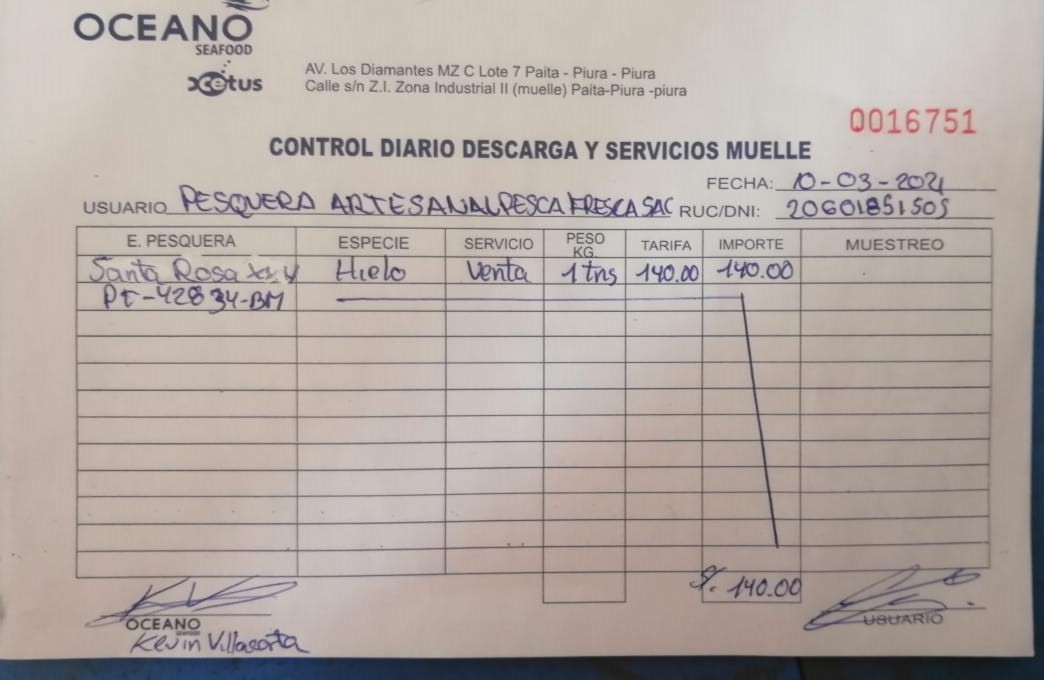 OCEANO
SEAFOOD
xcetus
AV. Los Diamantes MZ C Lote 7 Paita - Piura - Piura
Calle s/n Z.I. Zona Industrial II (muelle) Paita-Piura -piura
0016751
CONTROL DIARIO DESCARGA Y SERVICIOS MUELLE
FECHA: 10-03-2021
USUARIO PESQUERA ARTESANAL PESCA FRESCA SAC RUC/DNI: 20601851505
E. PESQUERA ESPECIE SERVICIO PESO KG. TARIFA IMPORTE MUESTREO
Santa Rosa Hielo Venta 1 tns 140.00 140.00
PT-42834-BM
S/. 140.00
OCEANO
SEAFOOD
USUARIO
Kevin Villacorta